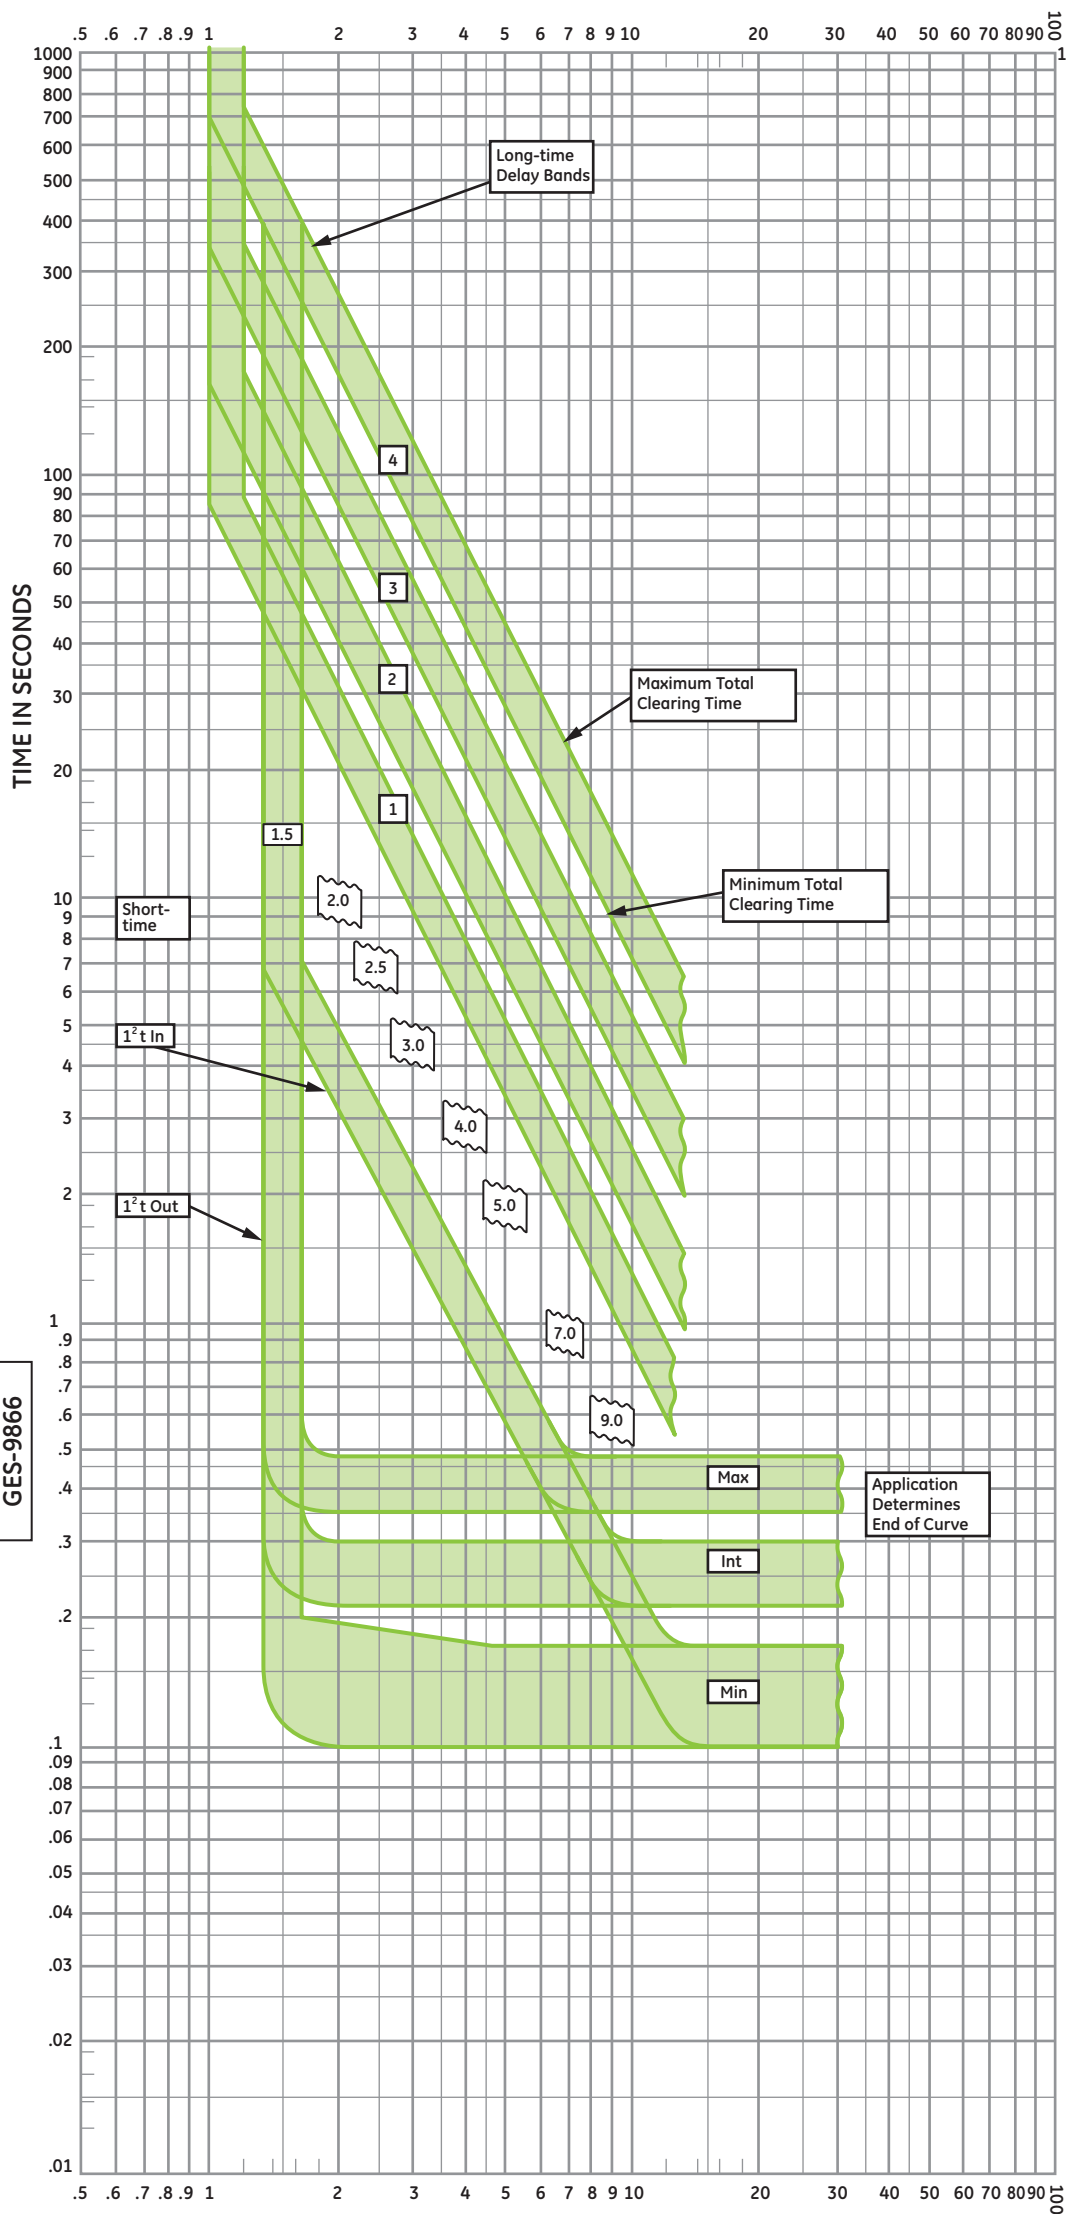 .5 .6 .7 .8 .9 1 2 3 4 5 6 7 8 9 10 20 30 40 50 60 70 80 90 100
1
1000
900
800
700
600
500
400
300
200
100
90
80
70
60
50
40
30
20
10
9
8
7
6
5
4
3
2
1
.9
.8
.7
.6
.5
.4
.3
.2
.1
.09
.08
.07
.06
.05
.04
.03
.02
.01
TIME IN SECONDS
GES-9866
Long-time
Delay Bands
4
3
2
1
Maximum Total
Clearing Time
1.5
Minimum Total
Clearing Time
2.0
Short-
time
2.5
1²t In
3.0
4.0
1²t Out
5.0
7.0
9.0
Max
Application
Determines
End of Curve
Int
Min
.5 .6 .7 .8 .9 1 2 3 4 5 6 7 8 9 10 20 30 40 50 60 70 80 90 100